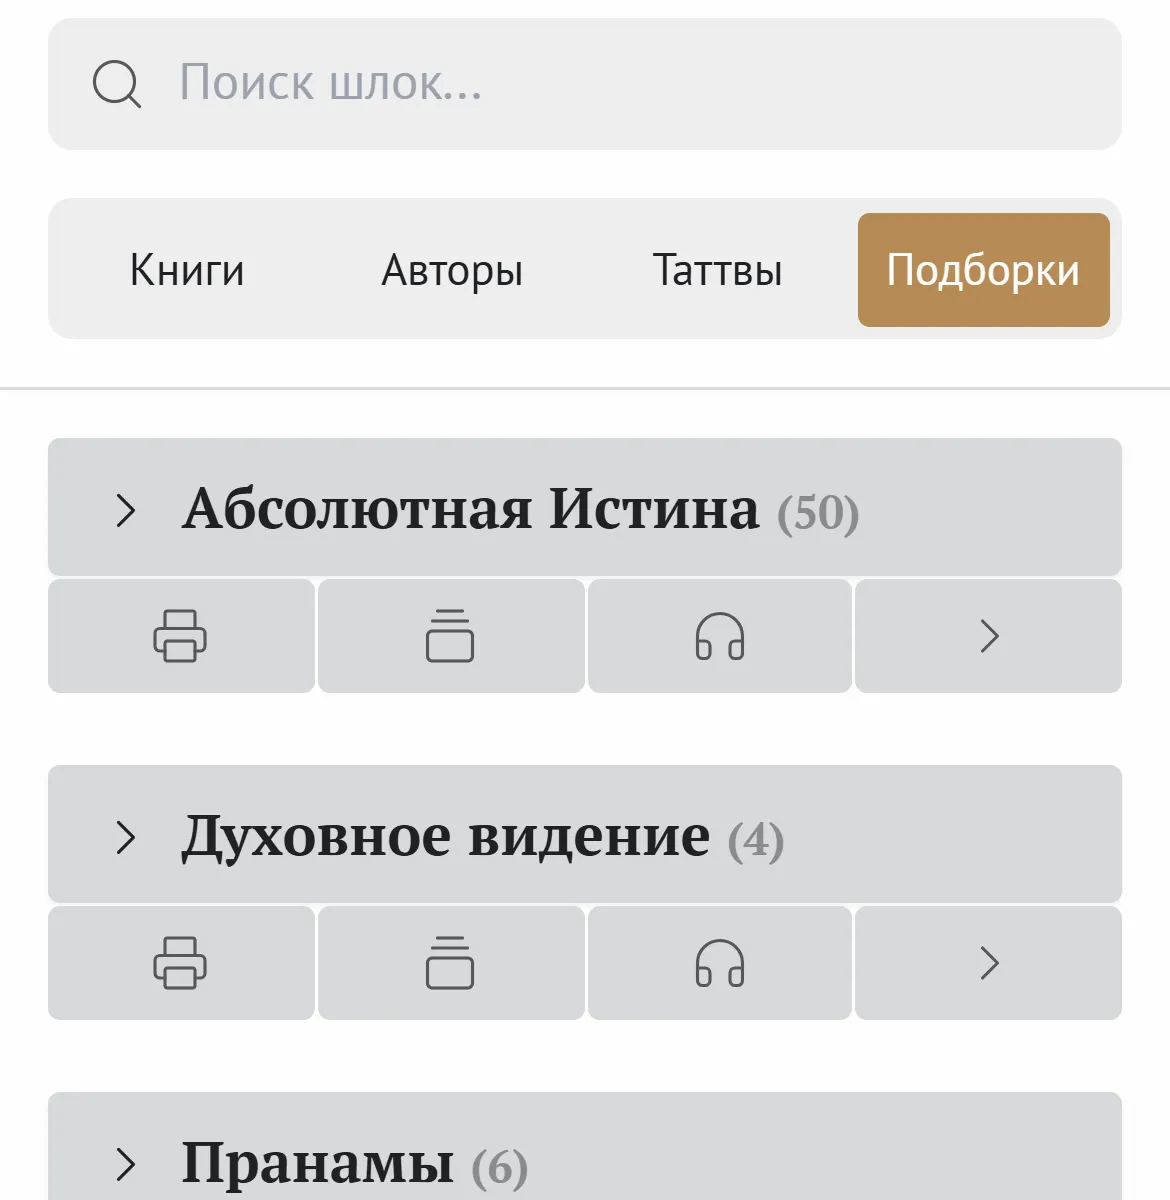 Поиск шлок...
Книги Авторы Таттвы Подборки
Абсолютная Истина (50)
Духовное видение (4)
Пранамы (6)